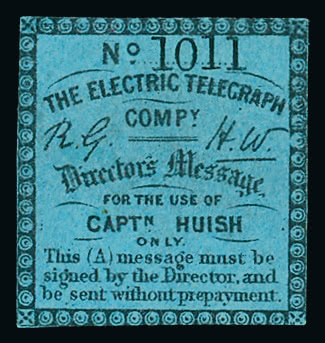 No 1011
THE ELECTRIC TELEGRAPH
COMPY
R.G. H.W.
Director's Message,
FOR THE USE OF
CAPTN HUISH
ONLY.
This (A) message must be
signed by the Director, and
be sent without prepayment.